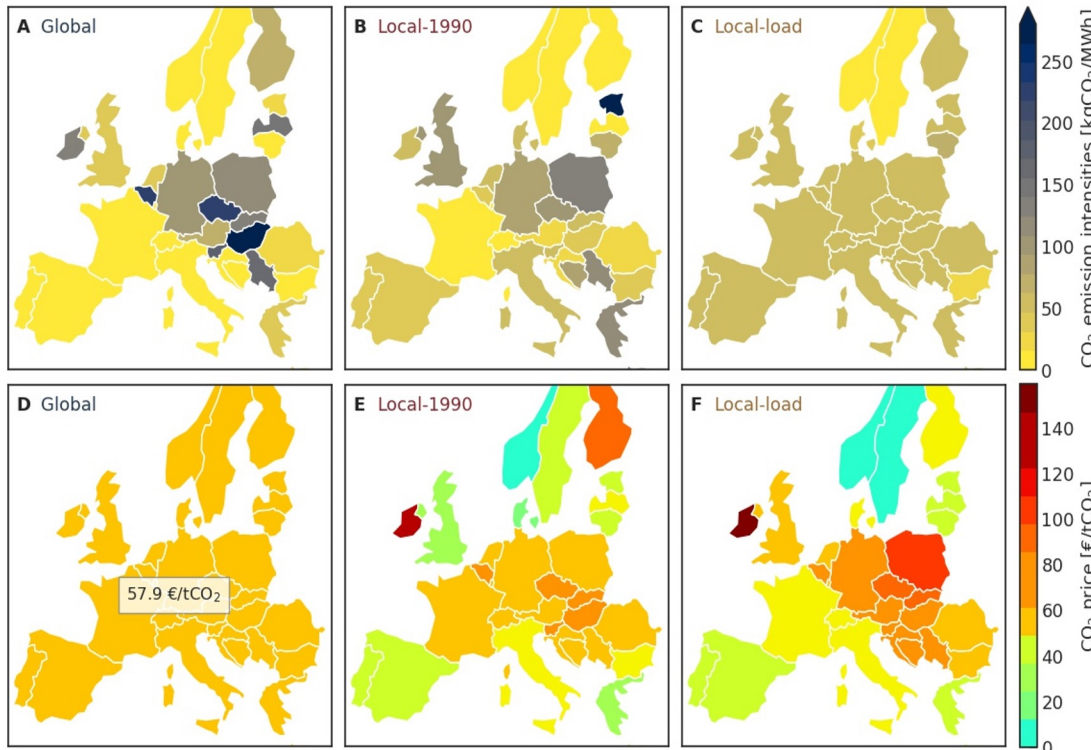 A Global
B Local-1990
C Local-load
250
200
150
100
50
0
CO₂ emission intensities [kgCO₂/MWh]
D Global
E Local-1990
F Local-load
57.9 €/tCO₂
140
120
100
80
60
40
20
0
CO₂ price [€/tCO₂]